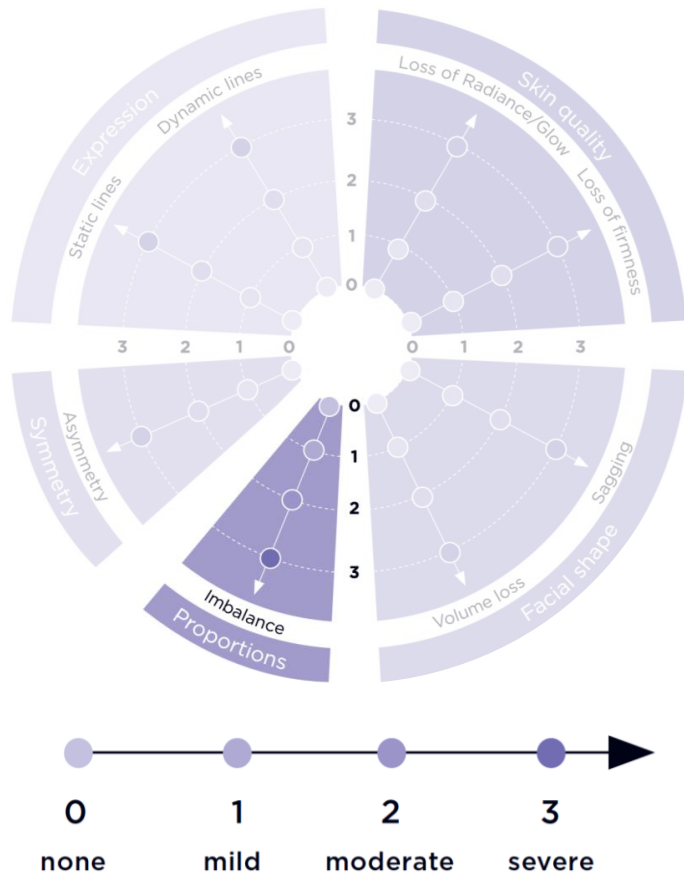 Expression
Dynamic lines
Static lines
Loss of Radiance/Glow
Skin quality
Loss of firmness
3
2
1
0
3 2 1 0
0 1 2 3
Symmetry
Asymmetry
0
1
2
3
Imbalance
Proportions
Sagging
Volume loss
Facial shape
0 1 2 3
none mild moderate severe